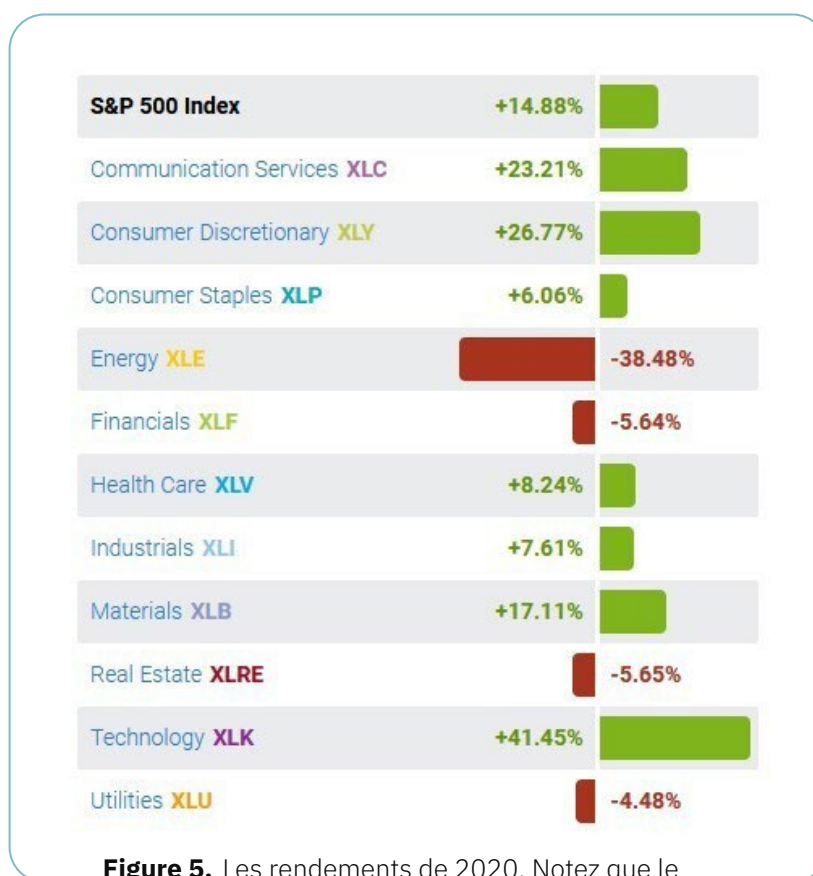 S&P 500 Index +14.88%
Communication Services XLC +23.21%
Consumer Discretionary XLY +26.77%
Consumer Staples XLP +6.06%
Energy XLE -38.48%
Financials XLF -5.64%
Health Care XLV +8.24%
Industrials XLI +7.61%
Materials XLB +17.11%
Real Estate XLRE -5.65%
Technology XLK +41.45%
Utilities XLU -4.48%
Figure 5. Les rendements de 2020. Notez que le